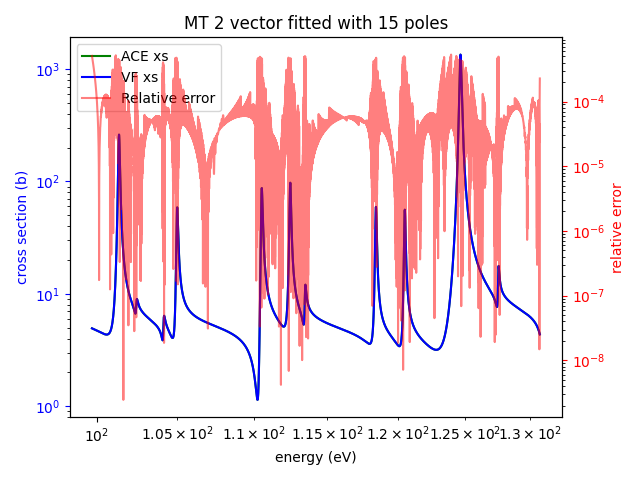 MT 2 vector fitted with 15 poles
ACE xs
VF xs
Relative error
cross section (b)
10³
10²
10¹
10⁰
10⁻⁴
10⁻⁵
10⁻⁶
10⁻⁷
10⁻⁸
relative error
10² 1.05 × 10² 1.1 × 10² 1.15 × 10² 1.2 × 10² 1.25 × 10² 1.3 × 10²
energy (eV)